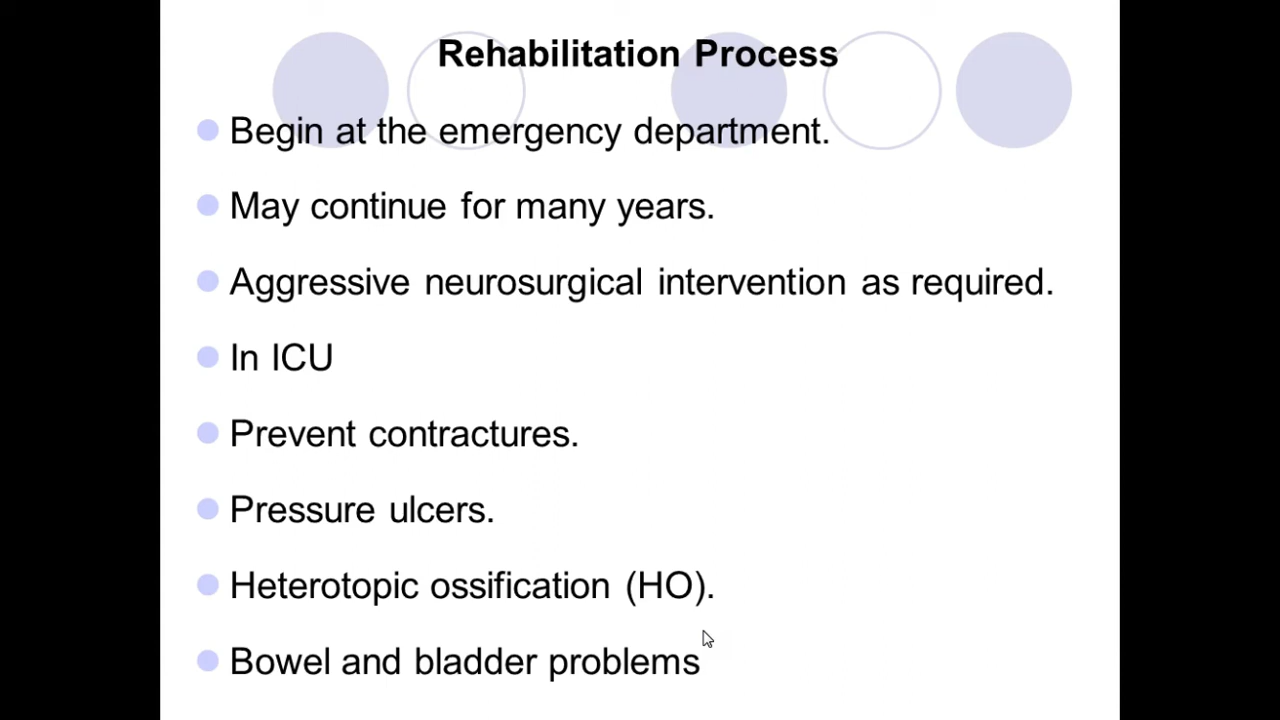 Rehabilitation Process
Begin at the emergency department.
May continue for many years.
Aggressive neurosurgical intervention as required.
In ICU
Prevent contractures.
Pressure ulcers.
Heterotopic ossification (HO).
Bowel and bladder problems